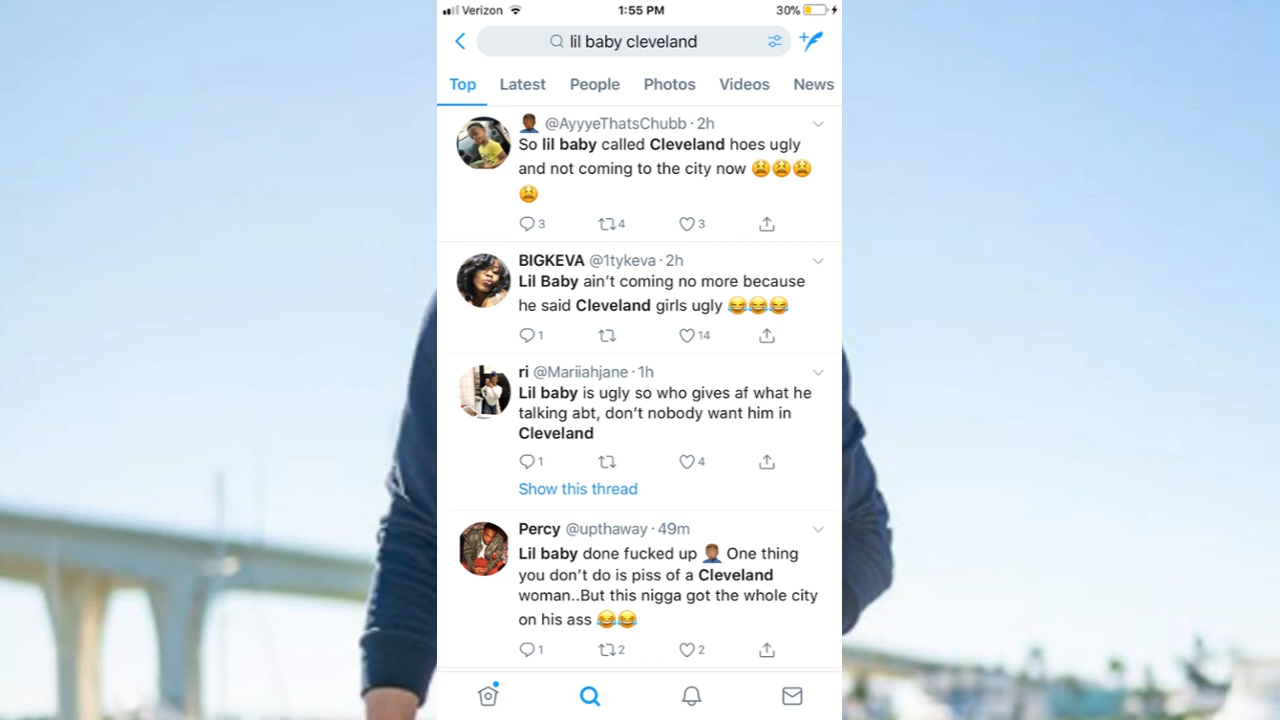 Verizon 1:55 PM 30%
lil baby cleveland
Top Latest People Photos Videos News
@AyyyeThatsChubb · 2h
So lil baby called Cleveland hoes ugly
and not coming to the city now 😫😫😫
😫
3 4 3
BIGKEVA @1tykeva · 2h
Lil Baby ain’t coming no more because
he said Cleveland girls ugly 😂😂😂
1 14
ri @Mariiahjane · 1h
Lil baby is ugly so who gives af what he
talking abt, don’t nobody want him in
Cleveland
1 4
Show this thread
Percy @upthaway · 49m
Lil baby done fucked up 🤦🏾‍♂️ One thing
you don’t do is piss of a Cleveland
woman..But this nigga got the whole city
on his ass 😂😂
1 2 2